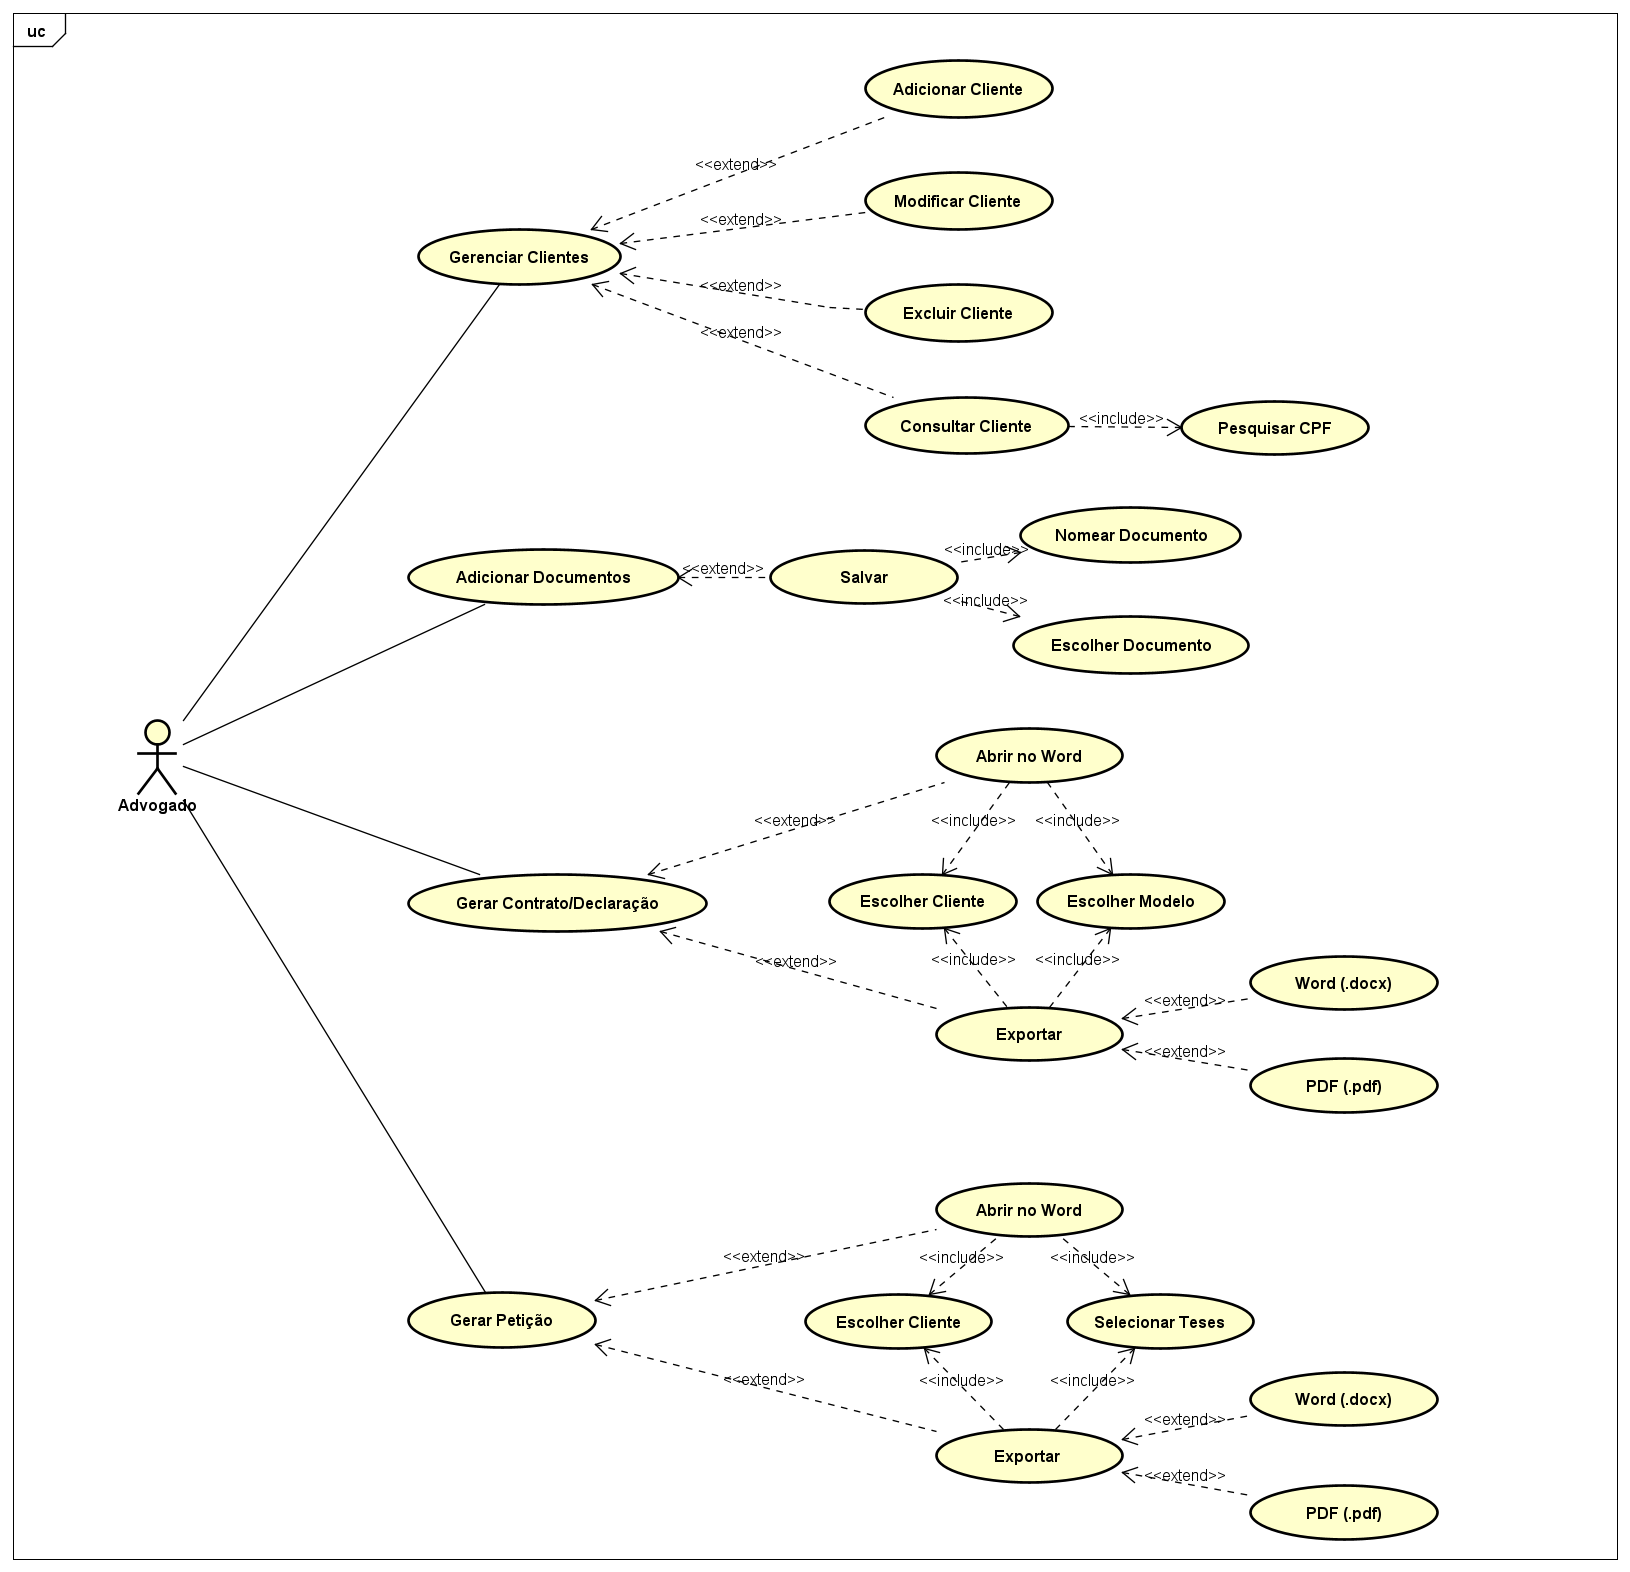 uc
Adicionar Cliente
<<extend>>
Modificar Cliente
<<extend>>
Gerenciar Clientes
<<extend>>
Excluir Cliente
<<extend>>
Consultar Cliente
<<include>>
Pesquisar CPF
Nomear Documento
<<include>>
Adicionar Documentos
<<extend>>
Salvar
<<include>>
Escolher Documento
Abrir no Word
Advogado
<<extend>>
<<include>>
<<include>>
Gerar Contrato/Declaração
Escolher Cliente
Escolher Modelo
<<extend>>
<<include>>
<<include>>
Word (.docx)
<<extend>>
Exportar
<<extend>>
PDF (.pdf)
Abrir no Word
<<extend>>
<<include>>
<<include>>
Gerar Petição
Escolher Cliente
Selecionar Teses
<<extend>>
<<include>>
<<include>>
Word (.docx)
<<extend>>
Exportar
<<extend>>
PDF (.pdf)